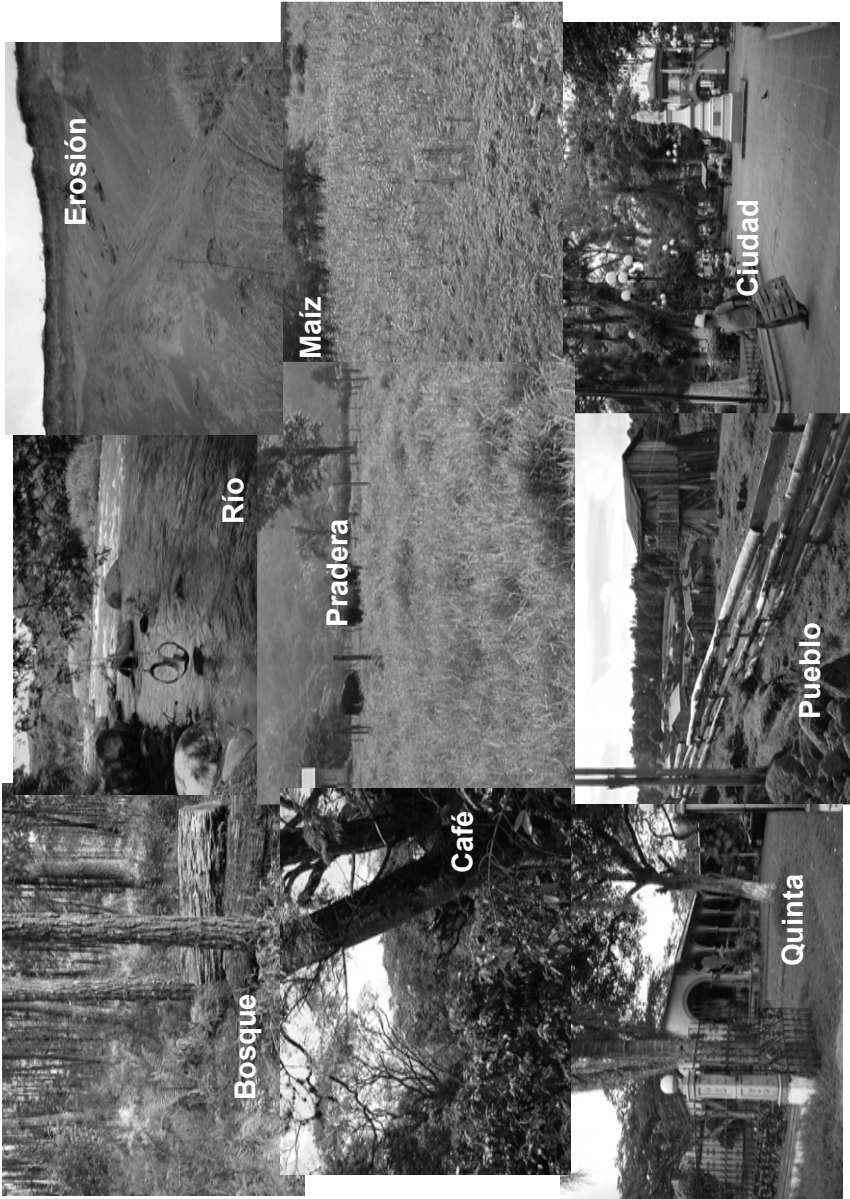 Bosque
Río
Erosión
Café
Pradera
Maíz
Quinta
Pueblo
Ciudad